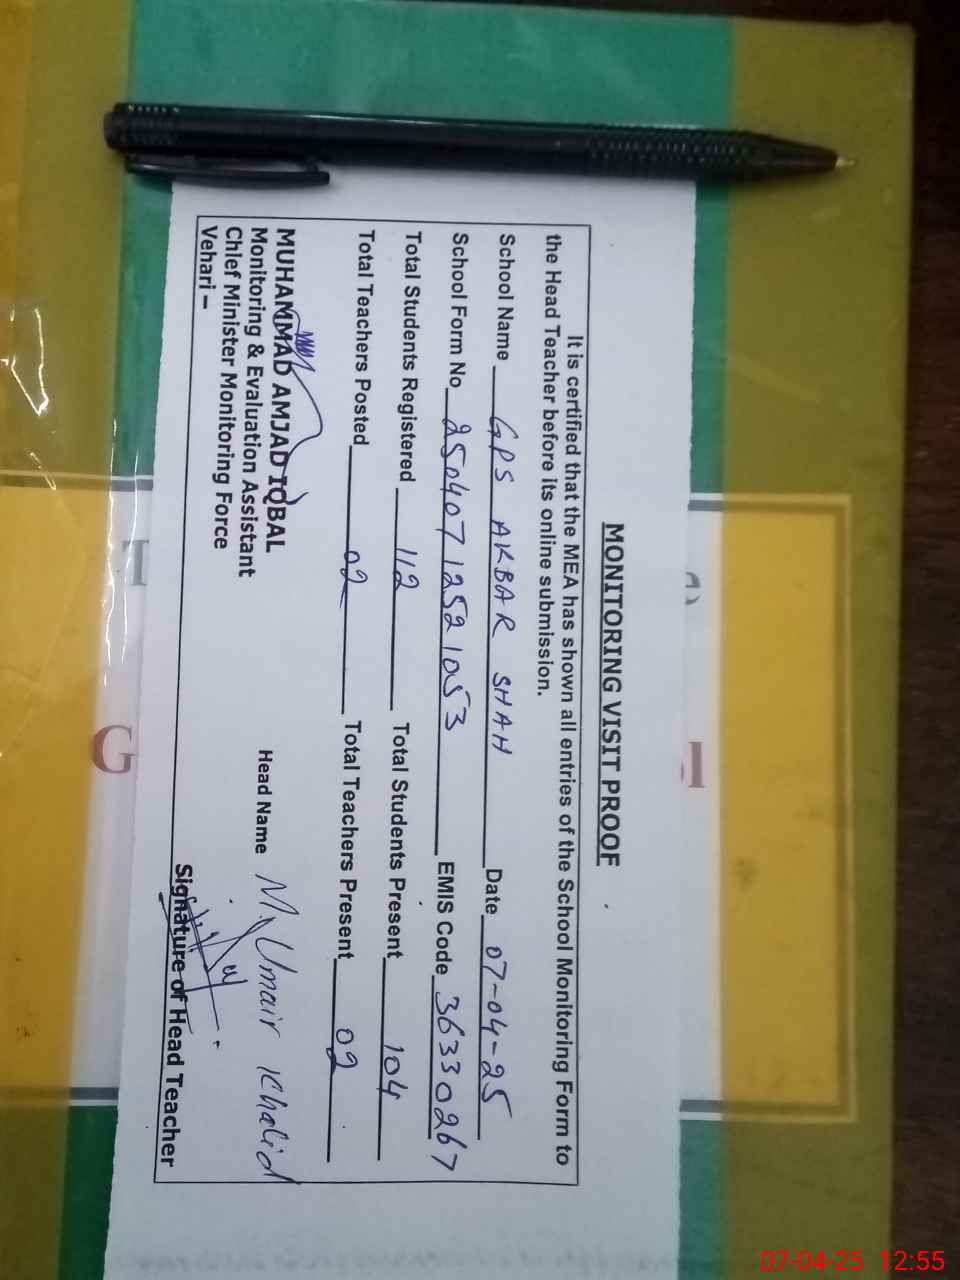 MONITORING VISIT PROOF
It is certified that the MEA has shown all entries of the School Monitoring Form to
the Head Teacher before its online submission.
School Name GPS AKBAR SHAH Date 07-04-25
School Form No 25040712521053 EMIS Code 36330267
Total Students Registered 112 Total Students Present 104
Total Teachers Posted 02 Total Teachers Present 02
MUHAMMAD AMJAD IQBAL
Monitoring & Evaluation Assistant
Chief Minister Monitoring Force
Vehari –
Head Name M. Umair Khalid
Signature of Head Teacher
T
G
07-04-25 12:55